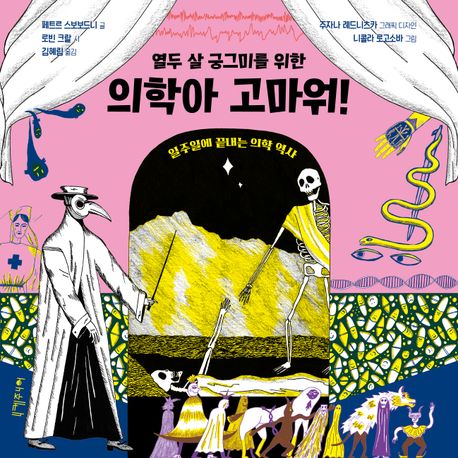 페트르 스보보드니 글
로빈 크랄 시
김혜림 옮김
주자나 레드니츠카 그래픽 디자인
니콜라 로고소바 그림
열두 살 궁그미를 위한
의학아 고마워!
일주일에 끝내는 의학 역사